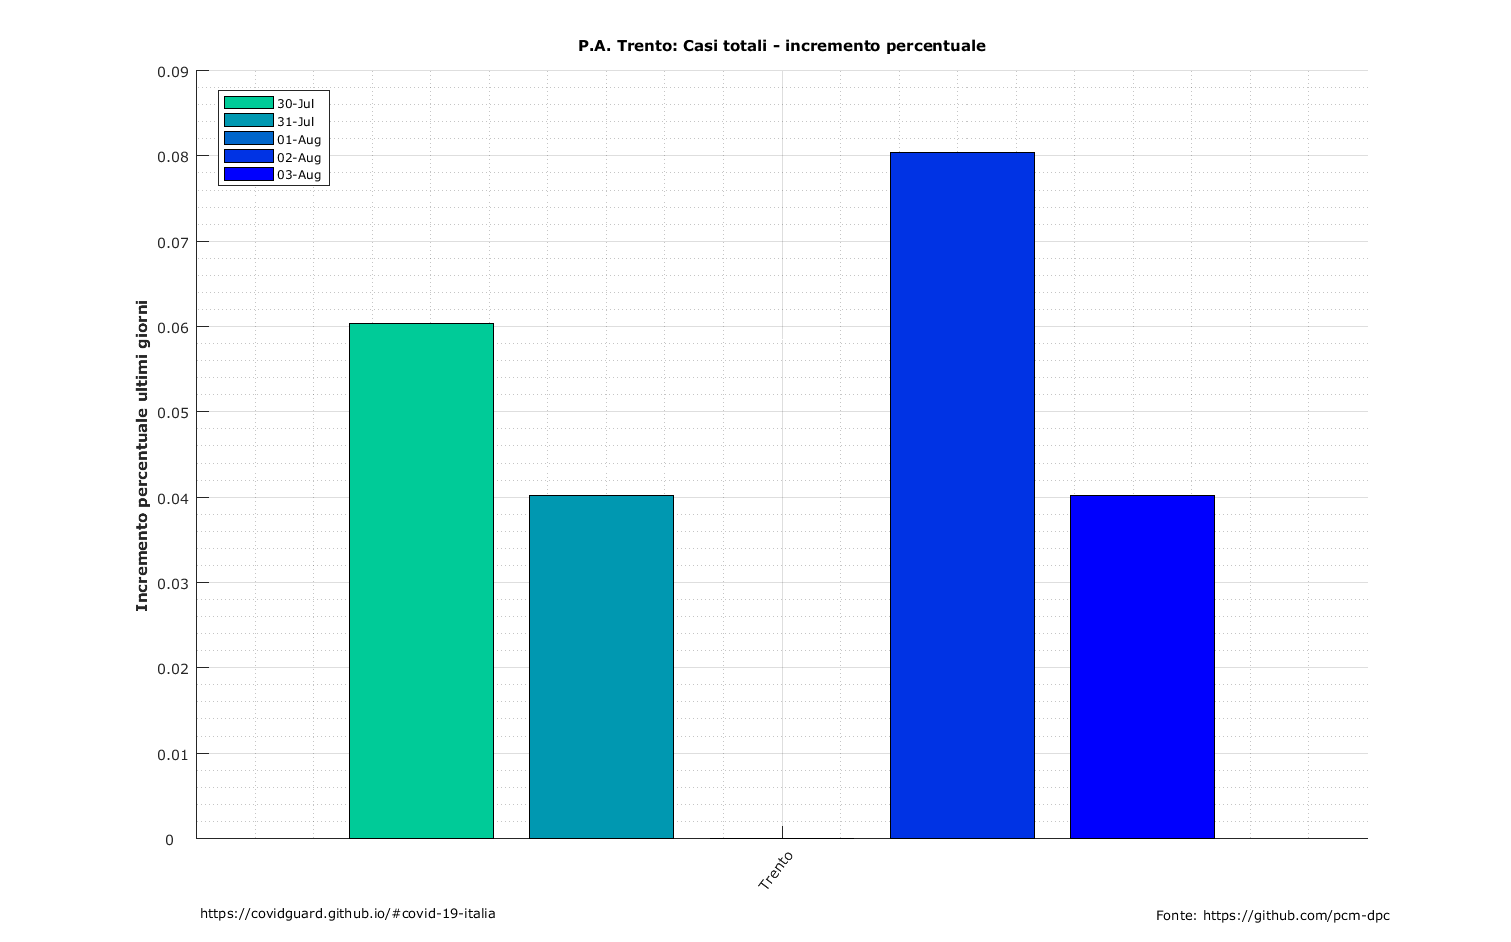 P.A. Trento: Casi totali - incremento percentuale
0.09
0.08
0.07
0.06
0.05
0.04
0.03
0.02
0.01
0
Incremento percentuale ultimi giorni
30-Jul
31-Jul
01-Aug
02-Aug
03-Aug
Trento
https://covidguard.github.io/#covid-19-italia
Fonte: https://github.com/pcm-dpc